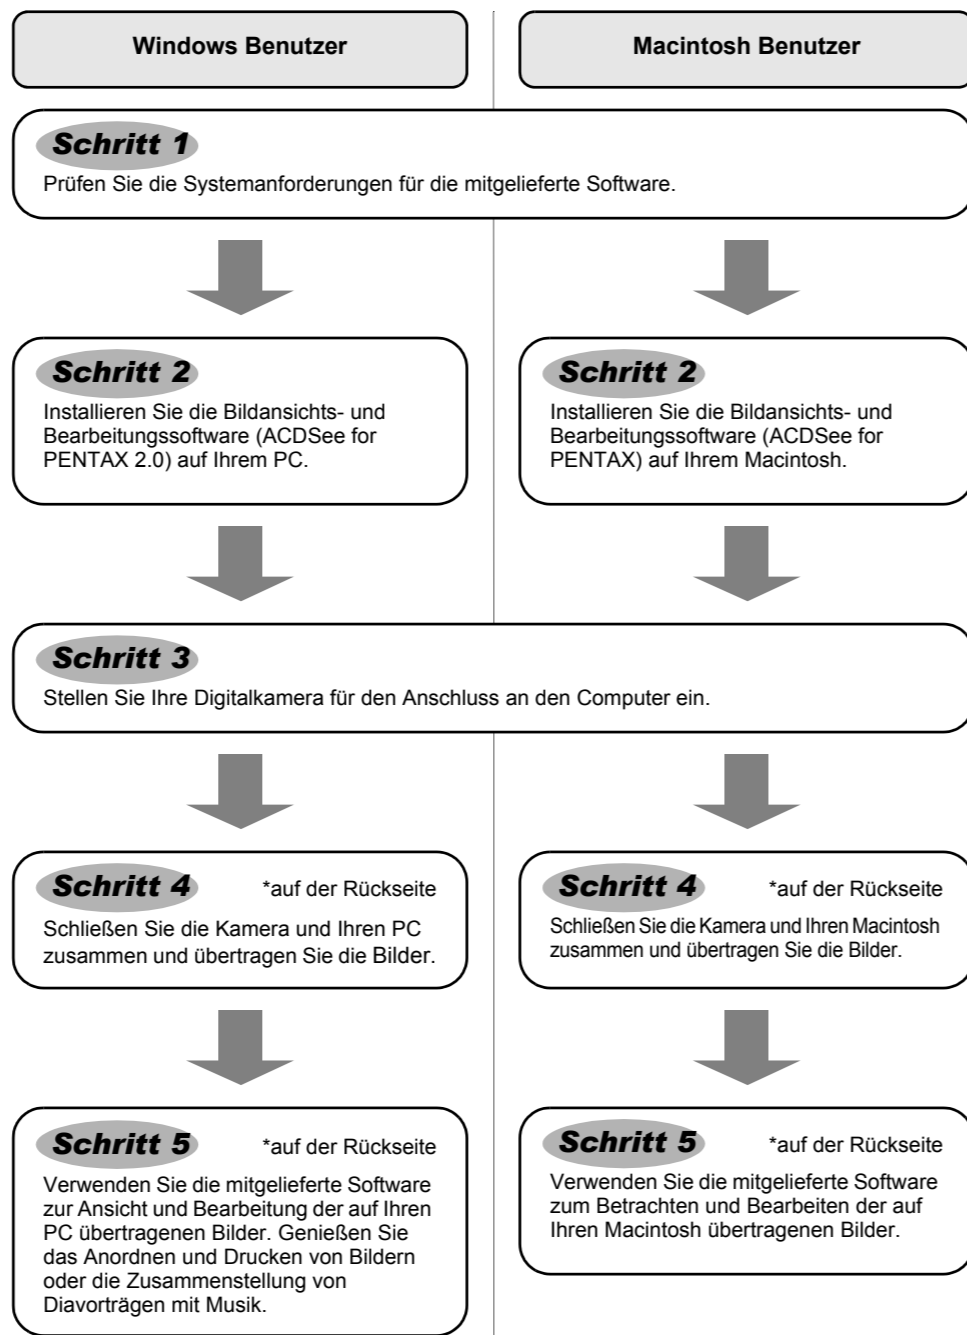 Windows Benutzer
Macintosh Benutzer
Schritt 1
Prüfen Sie die Systemanforderungen für die mitgelieferte Software.
Schritt 2
Installieren Sie die Bildansichts- und
Bearbeitungssoftware (ACDSee for
PENTAX 2.0) auf Ihrem PC.
Schritt 2
Installieren Sie die Bildansichts- und
Bearbeitungssoftware (ACDSee for
PENTAX) auf Ihrem Macintosh.
Schritt 3
Stellen Sie Ihre Digitalkamera für den Anschluss an den Computer ein.
Schritt 4 *auf der Rückseite
Schließen Sie die Kamera und Ihren PC
zusammen und übertragen Sie die Bilder.
Schritt 4 *auf der Rückseite
Schließen Sie die Kamera und Ihren Macintosh
zusammen und übertragen Sie die Bilder.
Schritt 5 *auf der Rückseite
Verwenden Sie die mitgelieferte Software
zur Ansicht und Bearbeitung der auf Ihren
PC übertragenen Bilder. Genießen Sie
das Anordnen und Drucken von Bildern
oder die Zusammenstellung von
Diavorträgen mit Musik.
Schritt 5 *auf der Rückseite
Verwenden Sie die mitgelieferte Software
zum Betrachten und Bearbeiten der auf
Ihren Macintosh übertragenen Bilder.